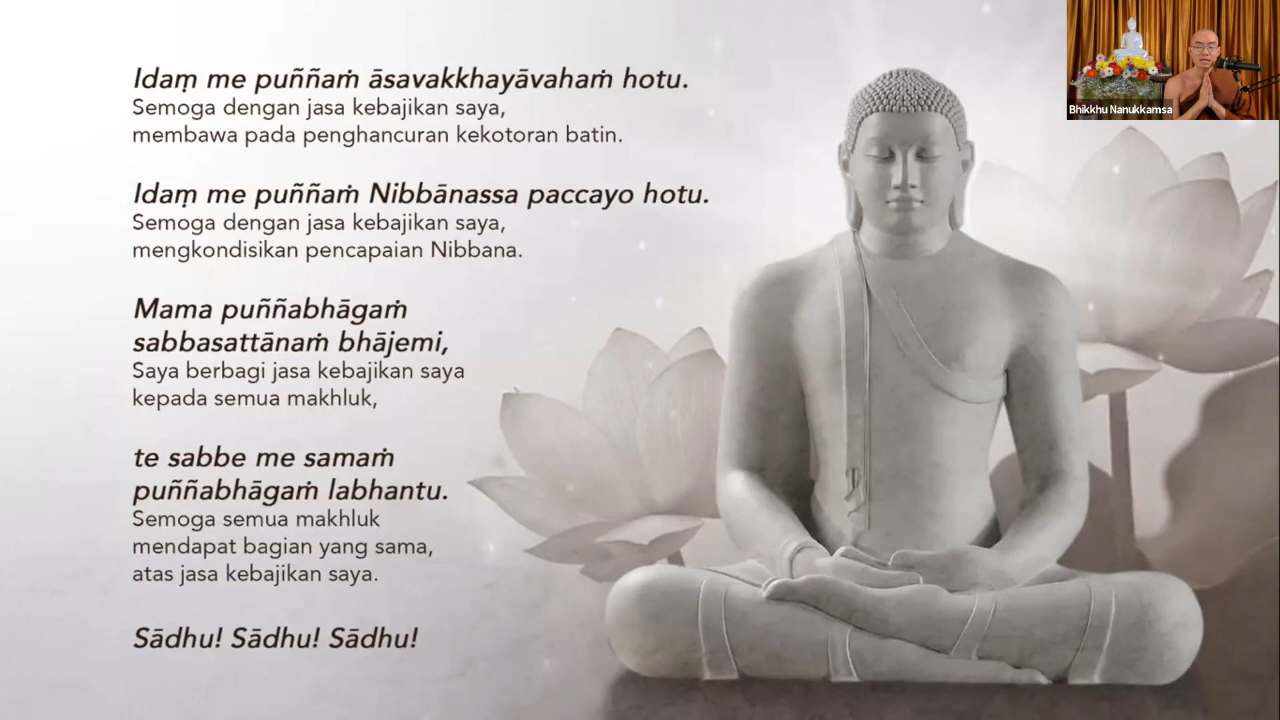 Idaṃ me puññaṁ āsavakkhayāvahaṁ hotu.
Semoga dengan jasa kebajikan saya,
membawa pada penghancuran kekotoran batin.
Idaṃ me puññaṁ Nibbānassa paccayo hotu.
Semoga dengan jasa kebajikan saya,
mengkondisikan pencapaian Nibbana.
Mama puññabhāgaṁ
sabbasattānaṁ bhājemi,
Saya berbagi jasa kebajikan saya
kepada semua makhluk,
te sabbe me samaṁ
puññabhāgaṁ labhantu.
Semoga semua makhluk
mendapat bagian yang sama,
atas jasa kebajikan saya.
Sādhu! Sādhu! Sādhu!
Bhikkhu Nanukkamsa